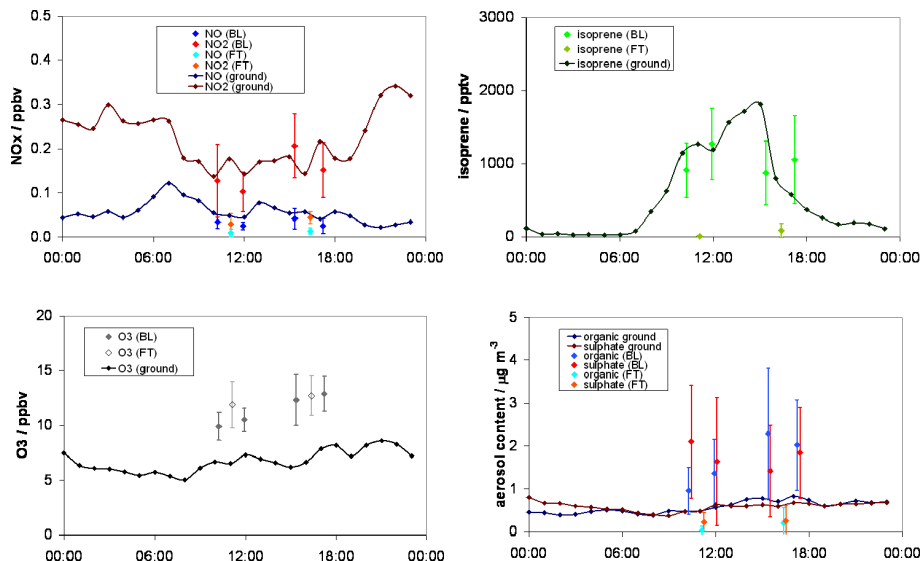 NOx / ppbv
0.5
0.4
0.3
0.2
0.1
0.0
NO (BL)
NO2 (BL)
NO (FT)
NO2 (FT)
NO (ground)
NO2 (ground)
00:00 06:00 12:00 18:00 00:00
isoprene / pptv
3000
2000
1000
0
isoprene (BL)
isoprene (FT)
isoprene (ground)
00:00 06:00 12:00 18:00 00:00
O3 / ppbv
20
15
10
5
0
O3 (BL)
O3 (FT)
O3 (ground)
00:00 06:00 12:00 18:00 00:00
aerosol content / µg m-3
5
4
3
2
1
0
organic ground
sulphate ground
organic (BL)
sulphate (BL)
organic (FT)
sulphate (FT)
00:00 06:00 12:00 18:00 00:00